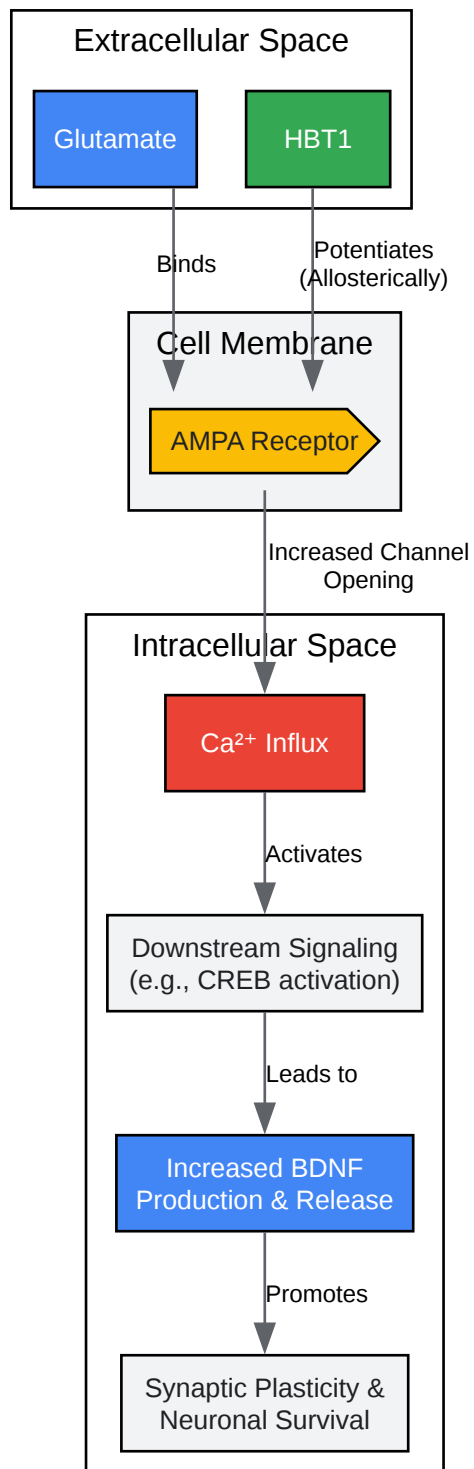 Extracellular Space
Glutamate
HBT1
Binds
Potentiates
(Allosterically)
Cell Membrane
AMPA Receptor
Increased Channel
Opening
Intracellular Space
Ca²⁺ Influx
Activates
Downstream Signaling
(e.g., CREB activation)
Leads to
Increased BDNF
Production & Release
Promotes
Synaptic Plasticity &
Neuronal Survival